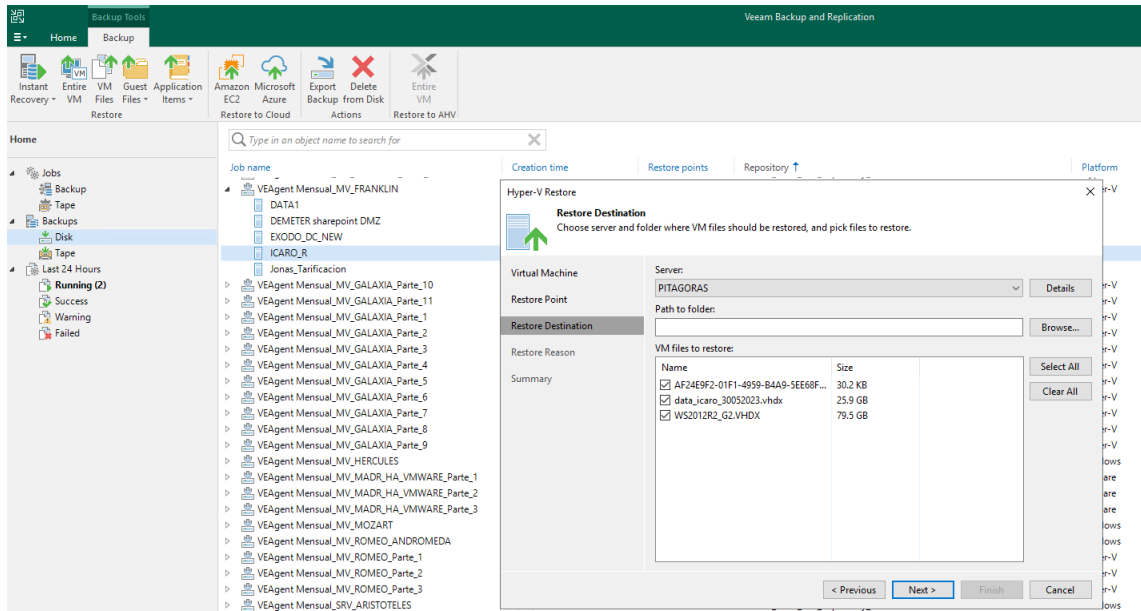 Backup Tools
Veeam Backup and Replication
Home
Backup
Instant Recovery
Entire VM
VM Files
Guest Files
Application Items
Amazon EC2
Microsoft Azure
Export Backup
Delete from Disk
Entire VM
Restore
Restore to Cloud
Actions
Restore to AHV
Home
Jobs
Backup
Tape
Backups
Disk
Tape
Last 24 Hours
Running (2)
Success
Warning
Failed
Type in an object name to search for
Job name
Creation time
Restore points
Repository
Platform
VEAgent Mensual_MV_FRANKLIN
DATA1
DEMETER sharepoint DMZ
EXODO_DC_NEW
ICARO_R
Jonas_Tarificacion
VEAgent Mensual_MV_GALAXIA_Parte_10
VEAgent Mensual_MV_GALAXIA_Parte_11
VEAgent Mensual_MV_GALAXIA_Parte_1
VEAgent Mensual_MV_GALAXIA_Parte_2
VEAgent Mensual_MV_GALAXIA_Parte_3
VEAgent Mensual_MV_GALAXIA_Parte_4
VEAgent Mensual_MV_GALAXIA_Parte_5
VEAgent Mensual_MV_GALAXIA_Parte_6
VEAgent Mensual_MV_GALAXIA_Parte_7
VEAgent Mensual_MV_GALAXIA_Parte_8
VEAgent Mensual_MV_GALAXIA_Parte_9
VEAgent Mensual_MV_HERCULES
VEAgent Mensual_MV_MADR_HA_VMWARE_Parte_1
VEAgent Mensual_MV_MADR_HA_VMWARE_Parte_2
VEAgent Mensual_MV_MADR_HA_VMWARE_Parte_3
VEAgent Mensual_MV_MOZART
VEAgent Mensual_MV_ROMEO_ANDROMEDA
VEAgent Mensual_MV_ROMEO_Parte_1
VEAgent Mensual_MV_ROMEO_Parte_2
VEAgent Mensual_MV_ROMEO_Parte_3
VEAgent Mensual_SRV_ARISTOTELES
Hyper-V Restore
Restore Destination
Choose server and folder where VM files should be restored, and pick files to restore.
Virtual Machine
Restore Point
Restore Destination
Restore Reason
Summary
Server:
PITAGORAS
Details
Path to folder:
Browse...
VM files to restore:
Name Size
AF24E9F2-01F1-4959-B4A9-5EE68F... 30.2 KB
data_icaro_30052023.vhdx 25.9 GB
WS2012R2_G2.VHDX 79.5 GB
Select All
Clear All
< Previous
Next >
Finish
Cancel